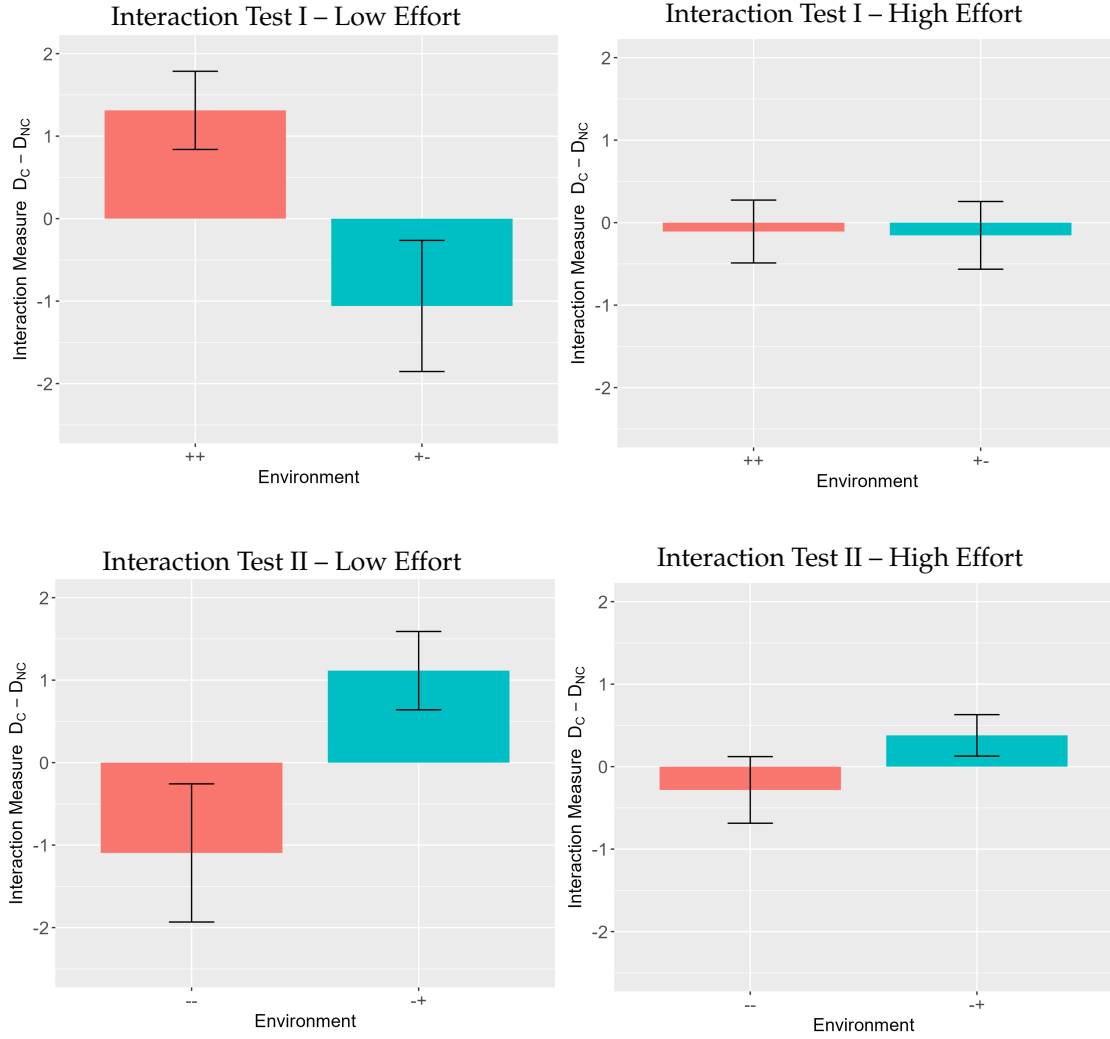 Interaction Test I – Low Effort
Interaction Measure D_C – D_NC
2
1
0
-1
-2
++
+-
Environment
Interaction Test I – High Effort
Interaction Measure D_C – D_NC
2
1
0
-1
-2
++
+-
Environment
Interaction Test II – Low Effort
Interaction Measure D_C – D_NC
2
1
0
-1
-2
--
-+
Environment
Interaction Test II – High Effort
Interaction Measure D_C – D_NC
2
1
0
-1
-2
--
-+
Environment